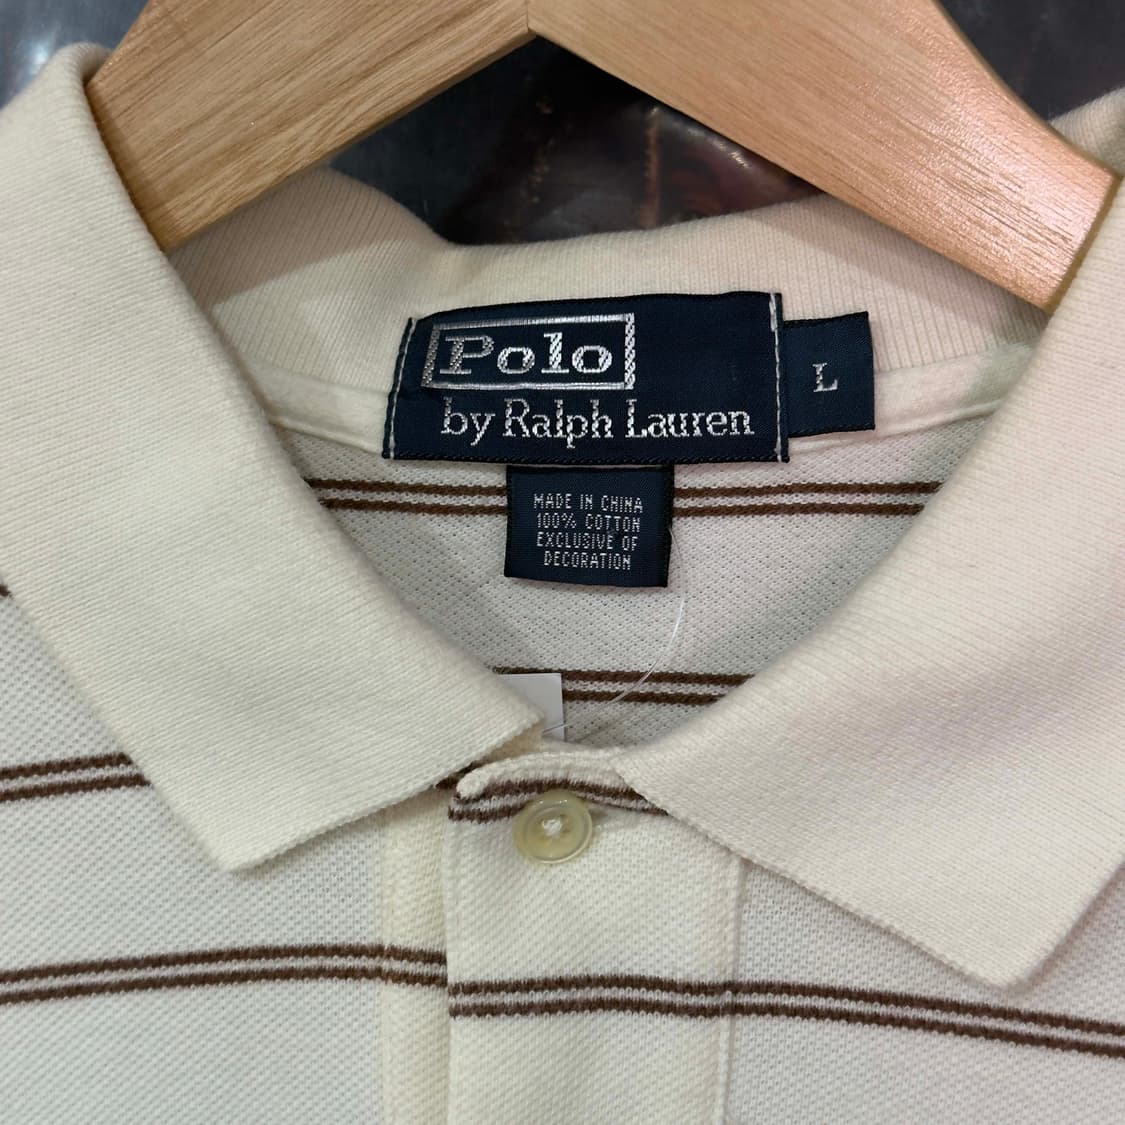 Polo
by Ralph Lauren
L
MADE IN CHINA
100% COTTON
EXCLUSIVE OF
DECORATION